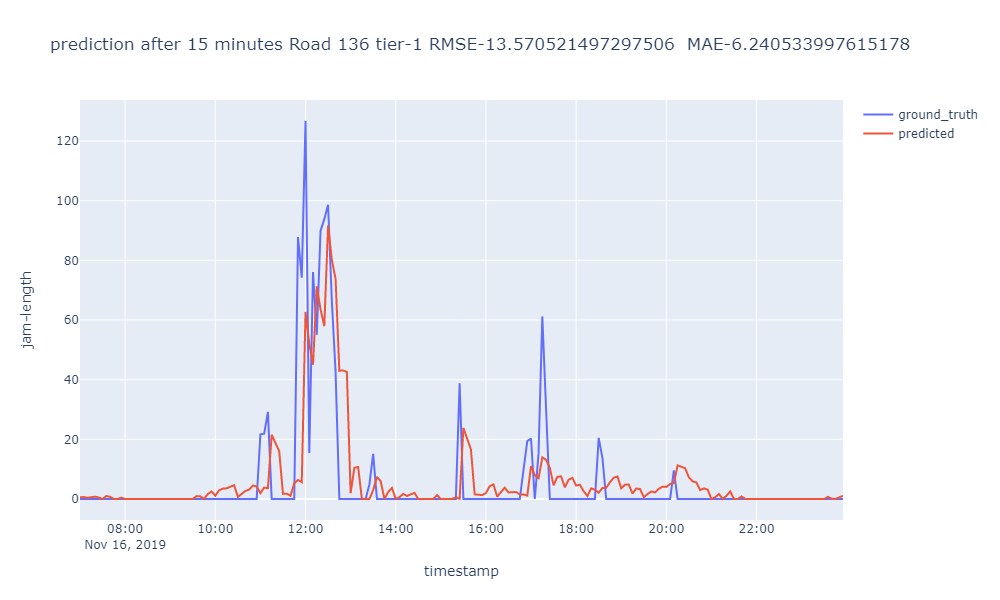 prediction after 15 minutes Road 136 tier-1 RMSE-13.570521497297506  MAE-6.240533997615178
ground_truth
predicted
120
100
80
60
40
20
0
jam-length
08:00 10:00 12:00 14:00 16:00 18:00 20:00 22:00
Nov 16, 2019
timestamp